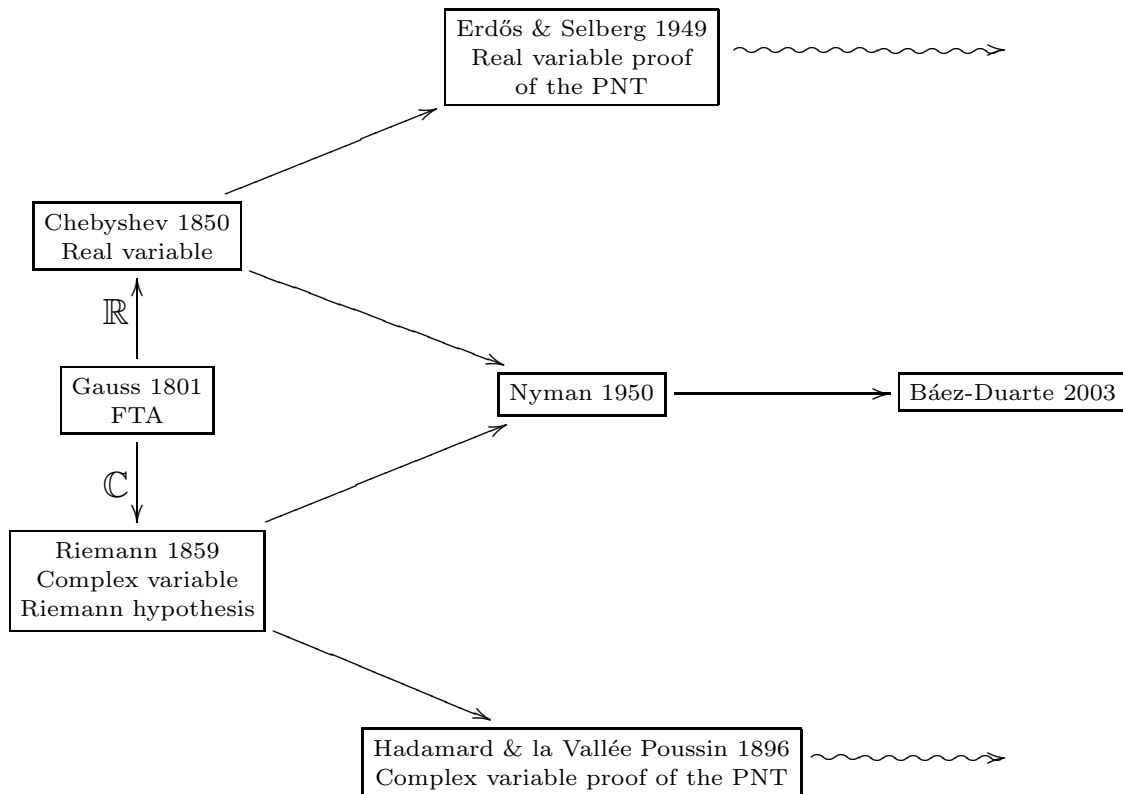 Erdős & Selberg 1949
Real variable proof
of the PNT
Chebyshev 1850
Real variable
ℝ
Gauss 1801
FTA
Nyman 1950
Báez-Duarte 2003
ℂ
Riemann 1859
Complex variable
Riemann hypothesis
Hadamard & la Vallée Poussin 1896
Complex variable proof of the PNT